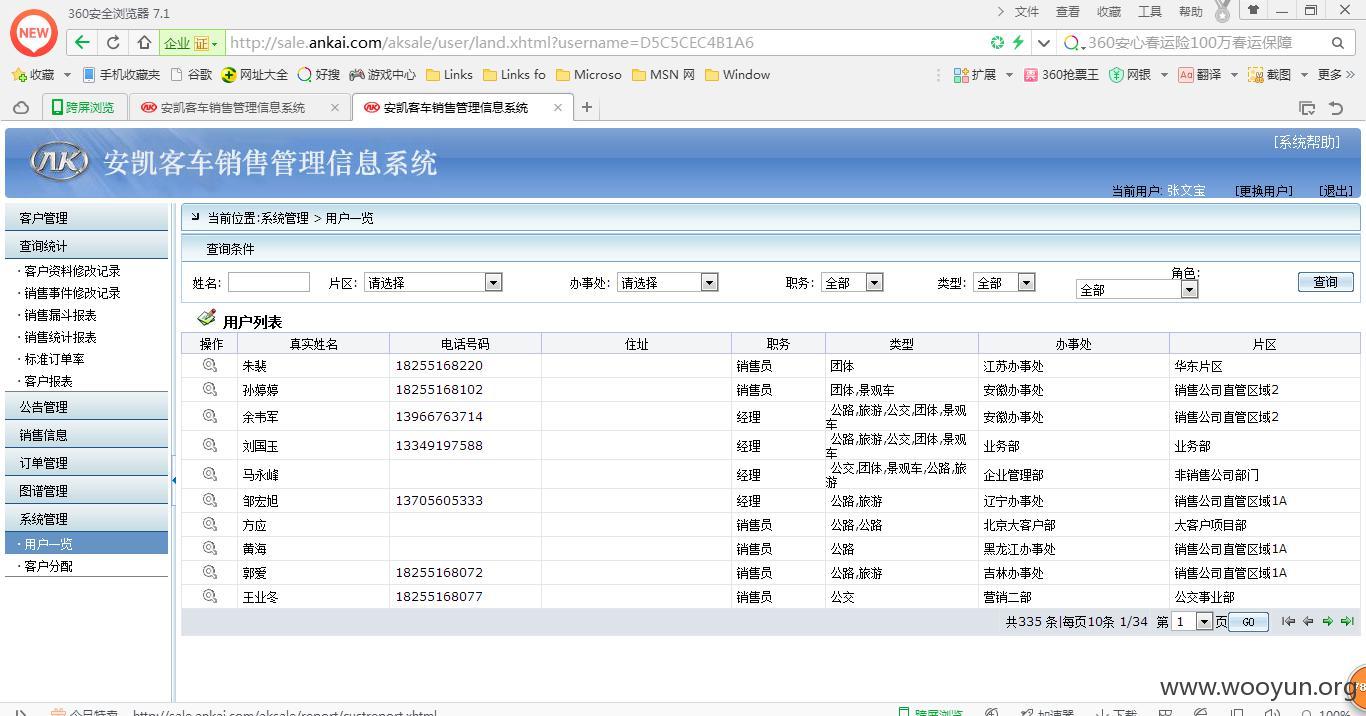 360安全浏览器 7.1
文件 查看 收藏 工具 帮助
NEW
企业 证 http://sale.ankai.com/aksale/user/land.xhtml?username=D5C5CEC4B1A6
360安心春运险100万春运保障
收藏 手机收藏夹 谷歌 网址大全 好搜 游戏中心 Links Links fo Microso MSN 网 Window
扩展 360抢票王 网银 翻译 截图 更多
跨屏浏览 安凯客车销售管理信息系统 安凯客车销售管理信息系统
AK 安凯客车销售管理信息系统
[系统帮助]
当前用户: 张文宝 [更换用户] [退出]
客户管理
查询统计
·客户资料修改记录
·销售事件修改记录
·销售漏斗报表
·销售统计报表
·标准订单率
·客户报表
公告管理
销售信息
订单管理
图谱管理
系统管理
·用户一览
·客户分配
当前位置:系统管理 > 用户一览
查询条件
姓名: 片区: 请选择 办事处: 请选择 职务: 全部 类型: 全部 角色: 全部 查询
用户列表
操作 真实姓名 电话号码 住址 职务 类型 办事处 片区
朱裴 18255168220 销售员 团体 江苏办事处 华东片区
孙婷婷 18255168102 销售员 团体,景观车 安徽办事处 销售公司直管区域2
余韦军 13966763714 经理 公路,旅游,公交,团体,景观车 安徽办事处 销售公司直管区域2
刘国玉 13349197588 经理 公路,旅游,公交,团体,景观车 业务部 业务部
马永峰 经理 公交,团体,景观车,公路,旅游 企业管理部 非销售公司部门
邹宏旭 13705605333 经理 公路,旅游 辽宁办事处 销售公司直管区域1A
方应 销售员 公路,公路 北京大客户部 大客户项目部
黄海 销售员 公路 黑龙江办事处 销售公司直管区域1A
郭爱 18255168072 销售员 公路,旅游 吉林办事处 销售公司直管区域1A
王业冬 18255168077 销售员 公交 营销二部 公交事业部
共335 条|每页10条 1/34 第 1 页 GO
www.wooyun.org
78
今日特卖 http://sale.ankai.com/aksale/report/custreport.xhtml
跨屏浏览 加速器 下载 100%